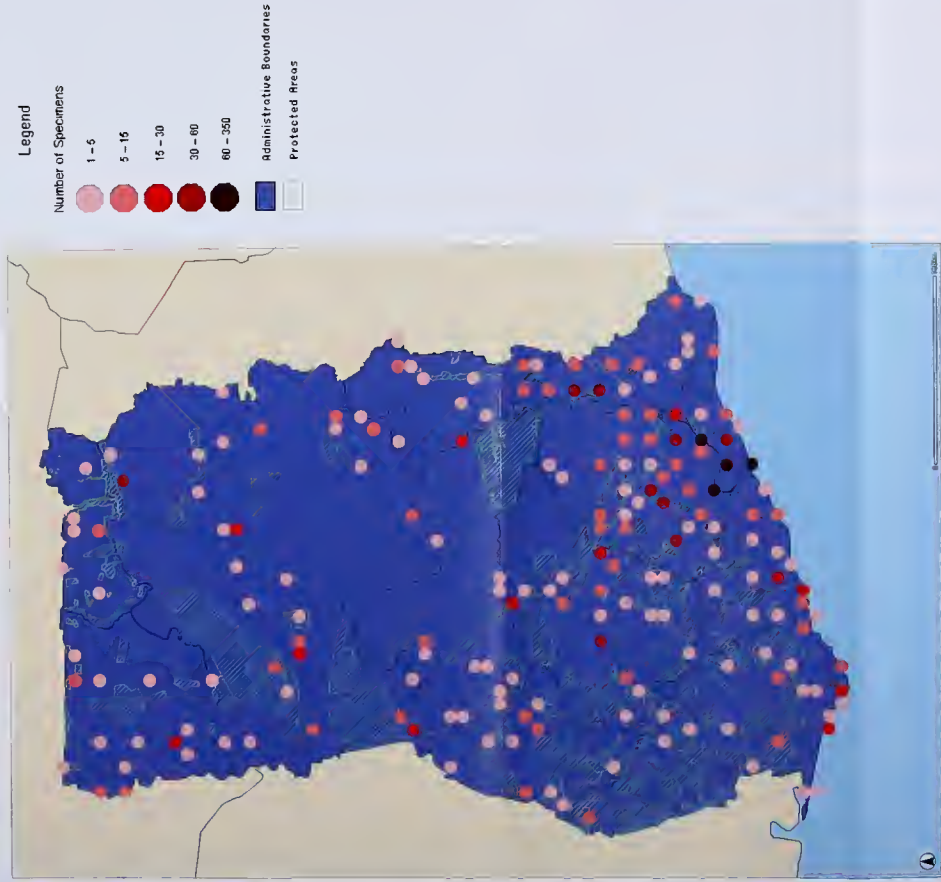 Legend
Number of Specimens
1 – 5
5 – 15
15 – 30
30 – 60
60 – 350
Administrative Boundaries
Protected Areas